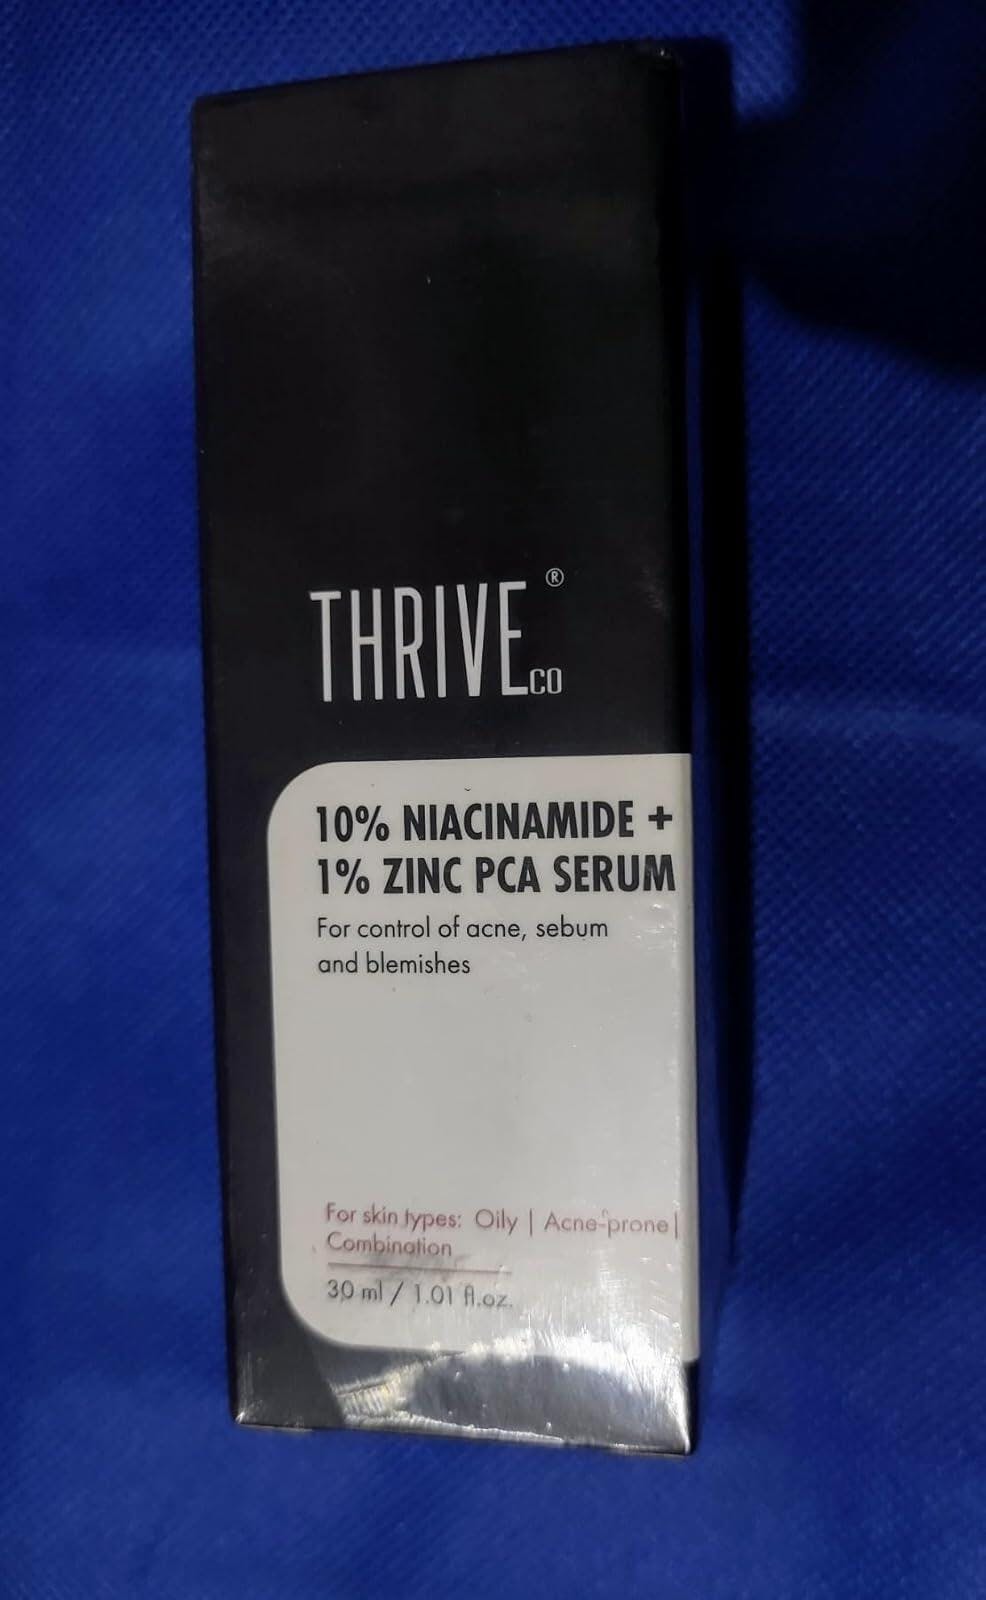 THRIVE®co
10% NIACINAMIDE +
1% ZINC PCA SERUM
For control of acne, sebum
and blemishes
For skin types: Oily | Acne-prone|
Combination
30 ml / 1.01 fl.oz.